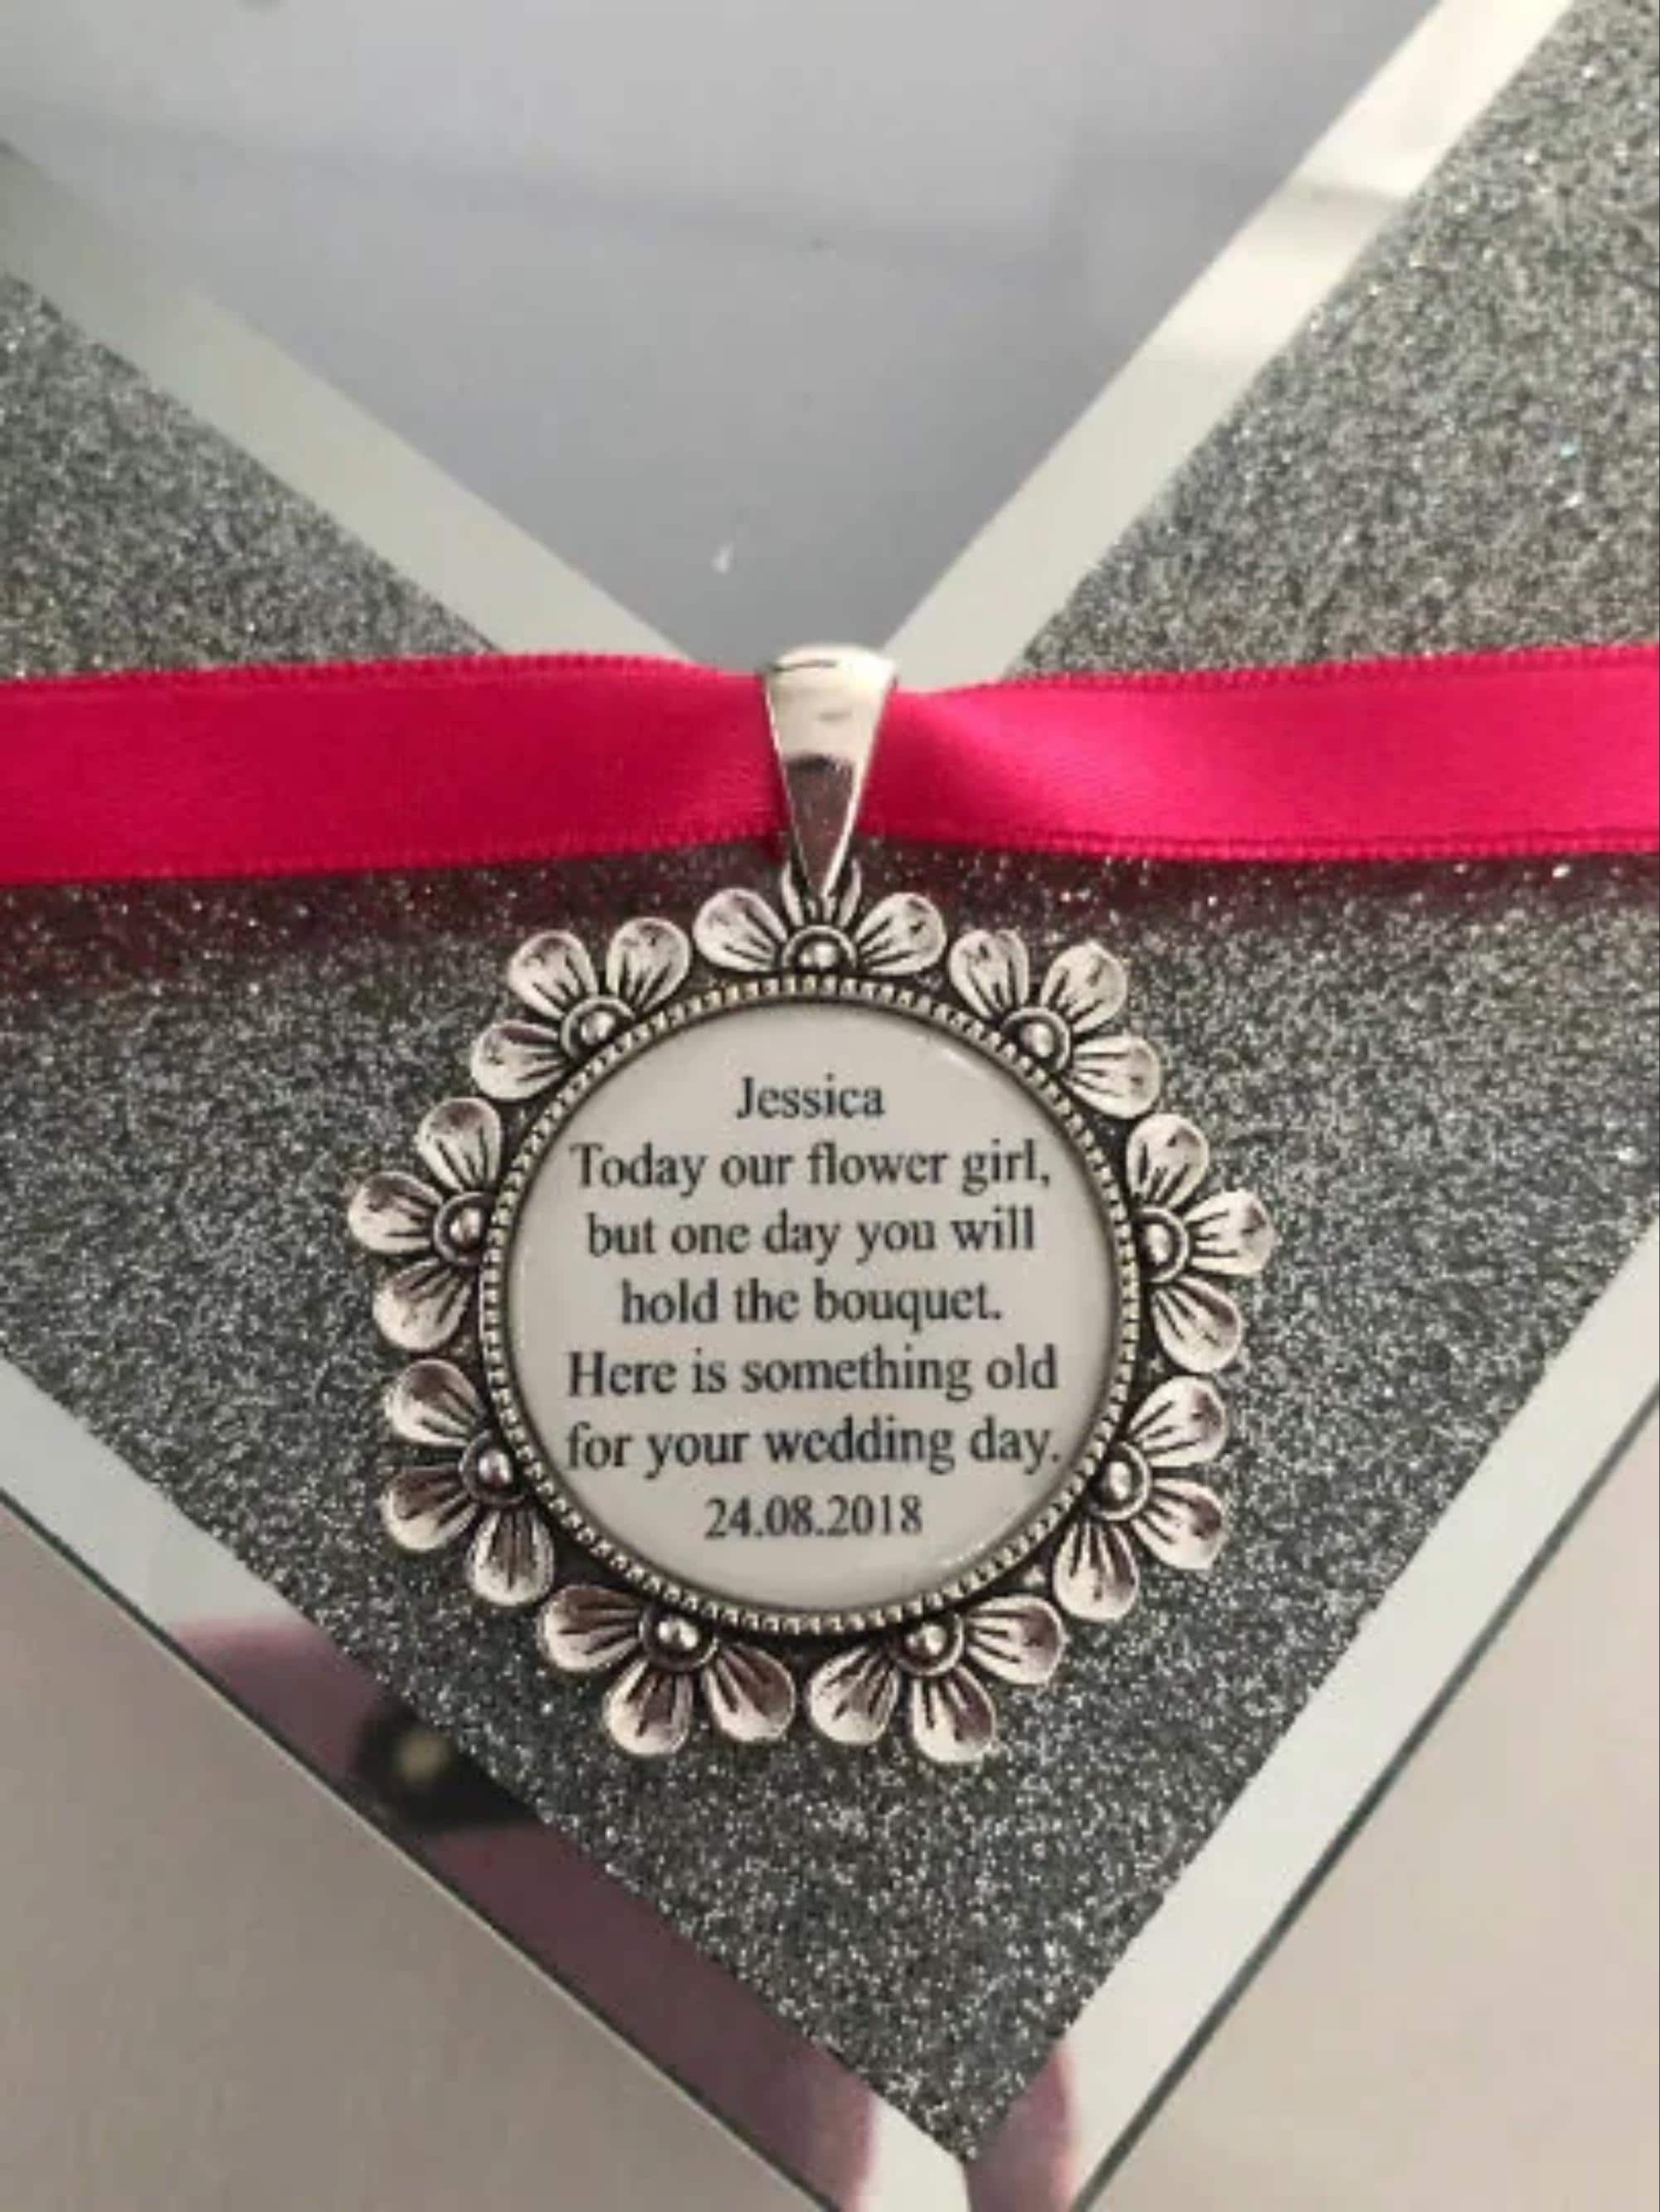 Jessica
Today our flower girl,
but one day you will
hold the bouquet.
Here is something old
for your wedding day.
24.08.2018